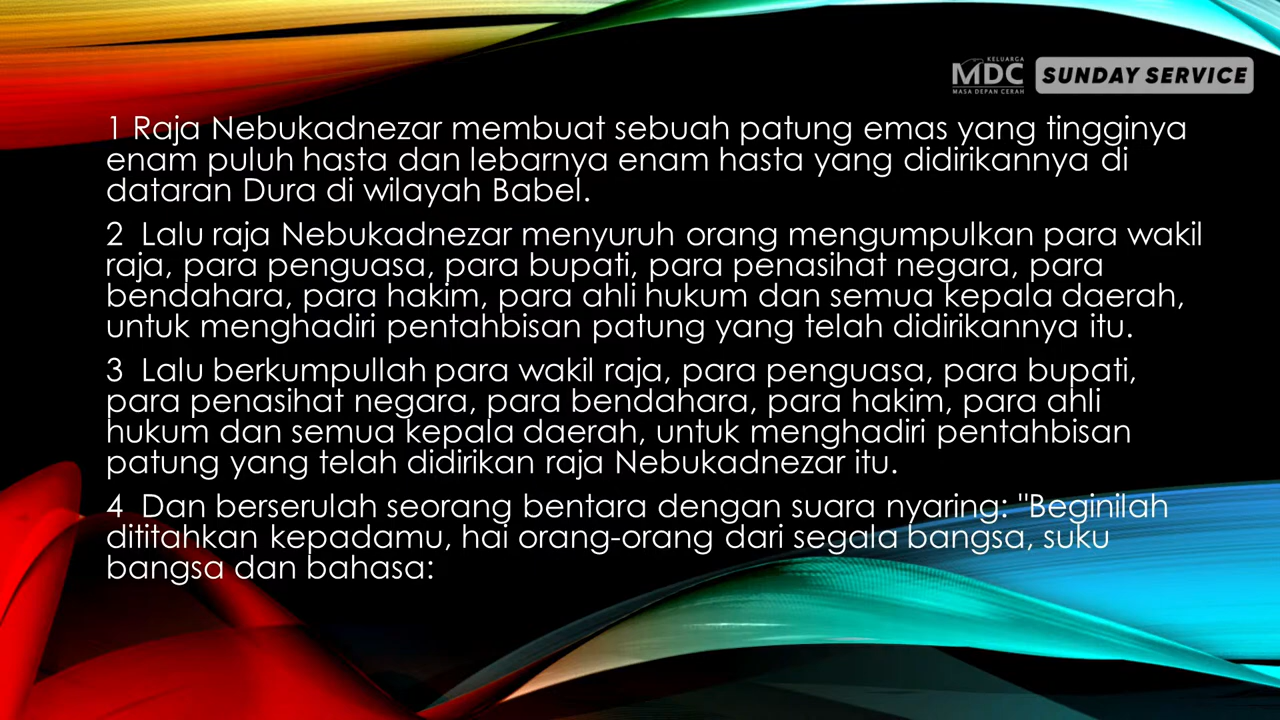 KELUARGA
MDC
MASA DEPAN CERAH
SUNDAY SERVICE
1 Raja Nebukadnezar membuat sebuah patung emas yang tingginya
enam puluh hasta dan lebarnya enam hasta yang didirikannya di
dataran Dura di wilayah Babel.
2 Lalu raja Nebukadnezar menyuruh orang mengumpulkan para wakil
raja, para penguasa, para bupati, para penasihat negara, para
bendahara, para hakim, para ahli hukum dan semua kepala daerah,
untuk menghadiri pentahbisan patung yang telah didirikannya itu.
3 Lalu berkumpullah para wakil raja, para penguasa, para bupati,
para penasihat negara, para bendahara, para hakim, para ahli
hukum dan semua kepala daerah, untuk menghadiri pentahbisan
patung yang telah didirikan raja Nebukadnezar itu.
4 Dan berserulah seorang bentara dengan suara nyaring: "Beginilah
dititahkan kepadamu, hai orang-orang dari segala bangsa, suku
bangsa dan bahasa: